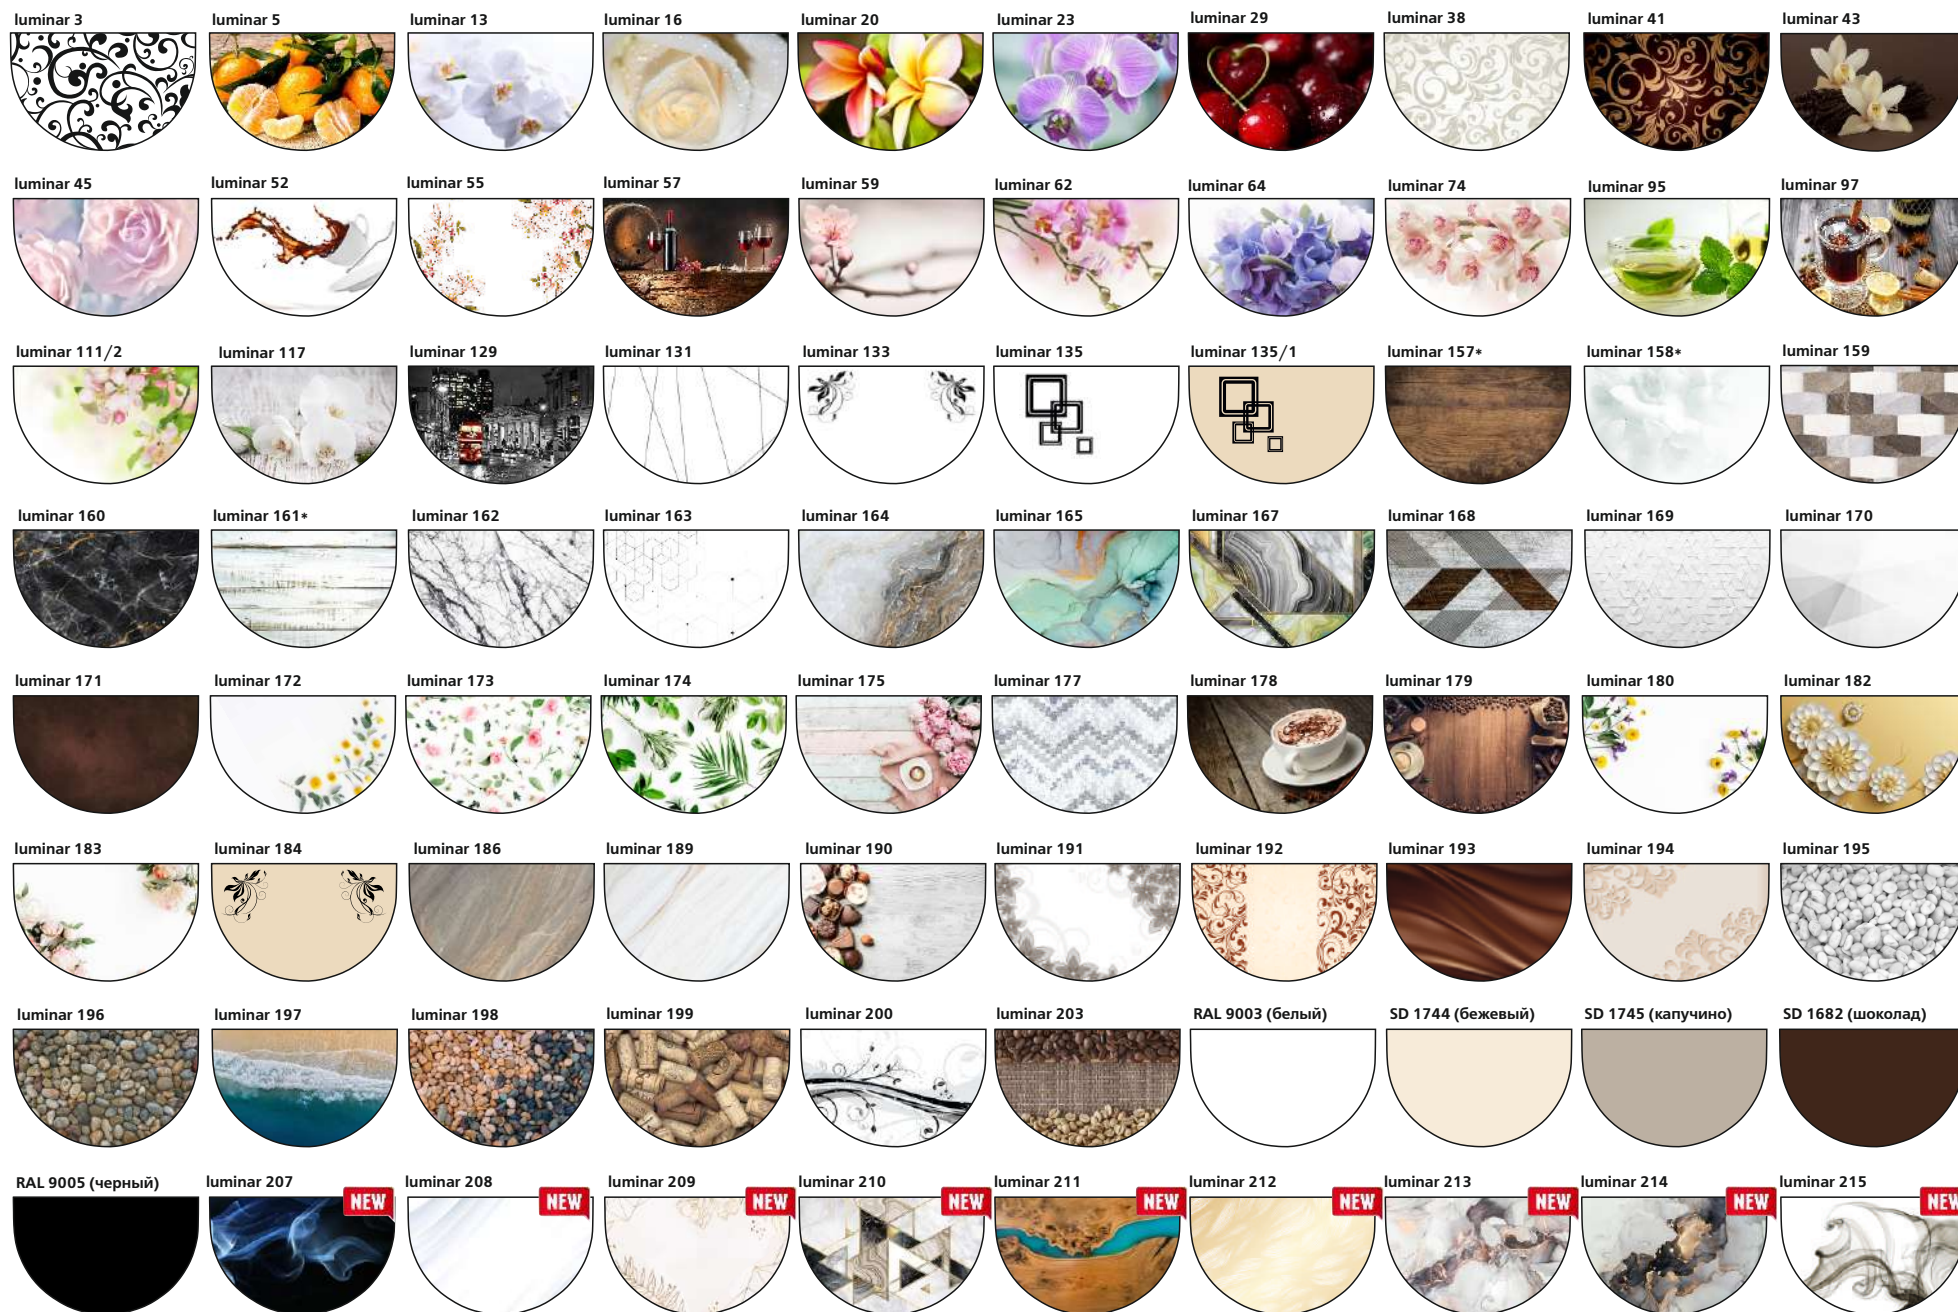 luminar 3 luminar 5 luminar 13 luminar 16 luminar 20 luminar 23 luminar 29 luminar 38 luminar 41 luminar 43
luminar 45 luminar 52 luminar 55 luminar 57 luminar 59 luminar 62 luminar 64 luminar 74 luminar 95 luminar 97
luminar 111/2 luminar 117 luminar 129 luminar 131 luminar 133 luminar 135 luminar 135/1 luminar 157* luminar 158* luminar 159
luminar 160 luminar 161* luminar 162 luminar 163 luminar 164 luminar 165 luminar 167 luminar 168 luminar 169 luminar 170
luminar 171 luminar 172 luminar 173 luminar 174 luminar 175 luminar 177 luminar 178 luminar 179 luminar 180 luminar 182
luminar 183 luminar 184 luminar 186 luminar 189 luminar 190 luminar 191 luminar 192 luminar 193 luminar 194 luminar 195
luminar 196 luminar 197 luminar 198 luminar 199 luminar 200 luminar 203 RAL 9003 (белый) SD 1744 (бежевый) SD 1745 (капучино) SD 1682 (шоколад)
RAL 9005 (черный) luminar 207 luminar 208 luminar 209 luminar 210 luminar 211 luminar 212 luminar 213 luminar 214 luminar 215
NEW NEW NEW NEW NEW NEW NEW NEW NEW